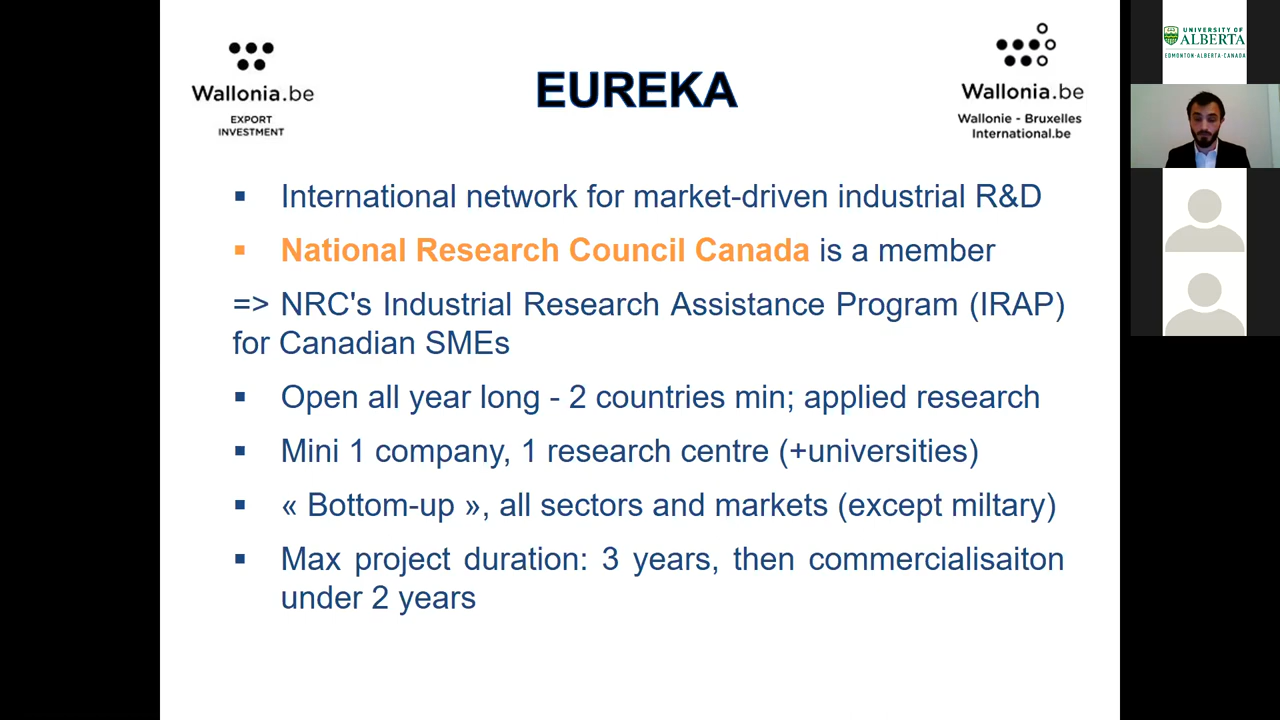 Wallonia.be
EXPORT
INVESTMENT
EUREKA
Wallonia.be
Wallonie - Bruxelles
International.be
▪ International network for market-driven industrial R&D
▪ National Research Council Canada is a member
=> NRC's Industrial Research Assistance Program (IRAP)
for Canadian SMEs
▪ Open all year long - 2 countries min; applied research
▪ Mini 1 company, 1 research centre (+universities)
▪ « Bottom-up », all sectors and markets (except miltary)
▪ Max project duration: 3 years, then commercialisaiton
under 2 years
UNIVERSITY OF
ALBERTA
EDMONTON·ALBERTA·CANADA